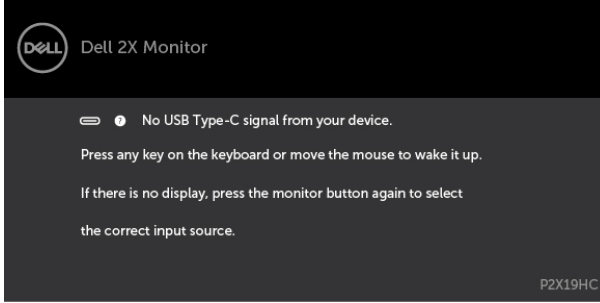 DELL
Dell 2X Monitor
? No USB Type-C signal from your device.
Press any key on the keyboard or move the mouse to wake it up.
If there is no display, press the monitor button again to select
the correct input source.
P2X19HC